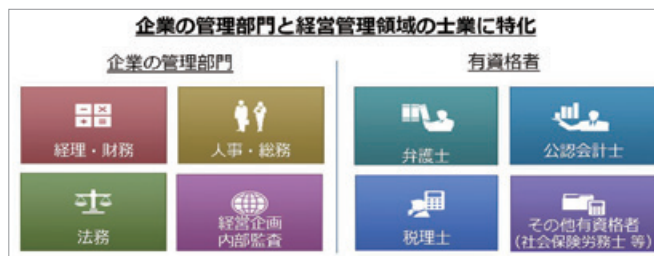 企業の管理部門と経営管理領域の士業に特化
企業の管理部門
有資格者
経理・財務
人事・総務
弁護士
公認会計士
法務
経営企画
内部監査
税理士
その他有資格者
(社会保険労務士 等)